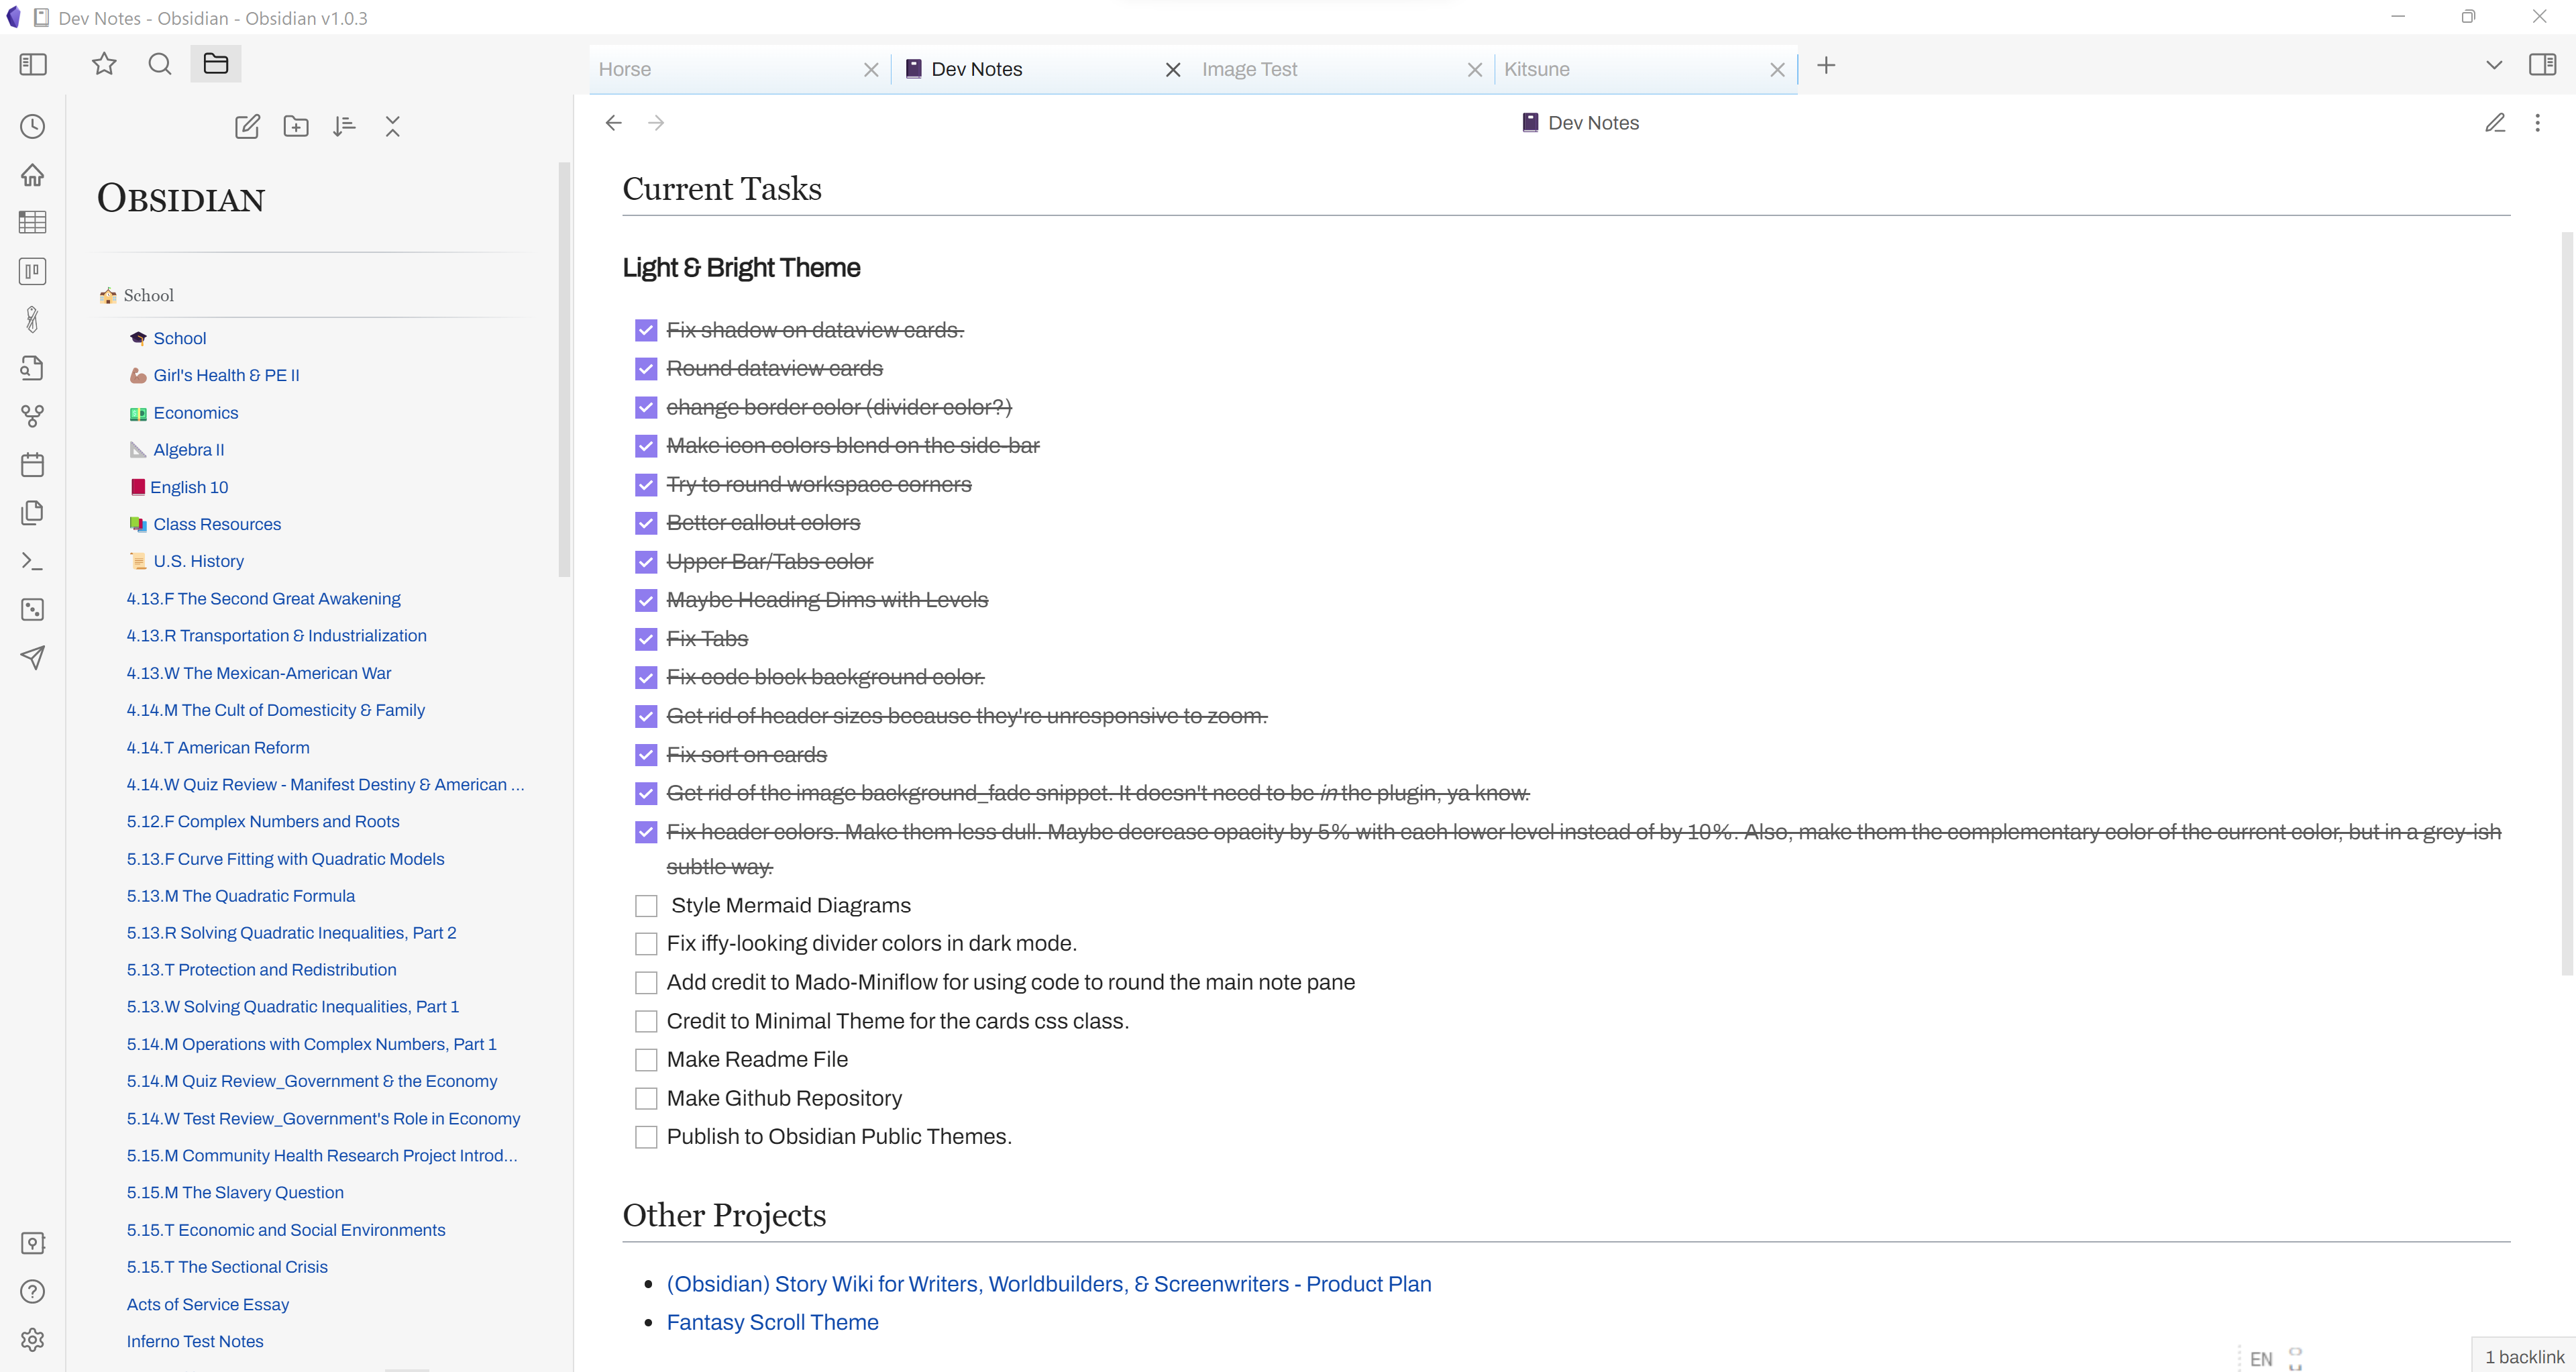 Dev Notes - Obsidian - Obsidian v1.0.3
Horse
Dev Notes
Image Test
Kitsune
Dev Notes
OBSIDIAN
School
School
Girl's Health & PE II
Economics
Algebra II
English 10
Class Resources
U.S. History
4.13.F The Second Great Awakening
4.13.R Transportation & Industrialization
4.13.W The Mexican-American War
4.14.M The Cult of Domesticity & Family
4.14.T American Reform
4.14.W Quiz Review - Manifest Destiny & American ...
5.12.F Complex Numbers and Roots
5.13.F Curve Fitting with Quadratic Models
5.13.M The Quadratic Formula
5.13.R Solving Quadratic Inequalities, Part 2
5.13.T Protection and Redistribution
5.13.W Solving Quadratic Inequalities, Part 1
5.14.M Operations with Complex Numbers, Part 1
5.14.M Quiz Review_Government & the Economy
5.14.W Test Review_Government's Role in Economy
5.15.M Community Health Research Project Introd...
5.15.M The Slavery Question
5.15.T Economic and Social Environments
5.15.T The Sectional Crisis
Acts of Service Essay
Inferno Test Notes
Current Tasks
Light & Bright Theme
Fix shadow on dataview cards.
Round dataview cards
change border color (divider color?)
Make icon colors blend on the side-bar
Try to round workspace corners
Better callout colors
Upper Bar/Tabs color
Maybe Heading Dims with Levels
Fix Tabs
Fix code block background color.
Get rid of header sizes because they're unresponsive to zoom.
Fix sort on cards
Get rid of the image background_fade snippet. It doesn't need to be in the plugin, ya know.
Fix header colors. Make them less dull. Maybe decrease opacity by 5% with each lower level instead of by 10%. Also, make them the complementary color of the current color, but in a grey-ish
subtle way.
Style Mermaid Diagrams
Fix iffy-looking divider colors in dark mode.
Add credit to Mado-Miniflow for using code to round the main note pane
Credit to Minimal Theme for the cards css class.
Make Readme File
Make Github Repository
Publish to Obsidian Public Themes.
Other Projects
(Obsidian) Story Wiki for Writers, Worldbuilders, & Screenwriters - Product Plan
Fantasy Scroll Theme
EN
1 backlink